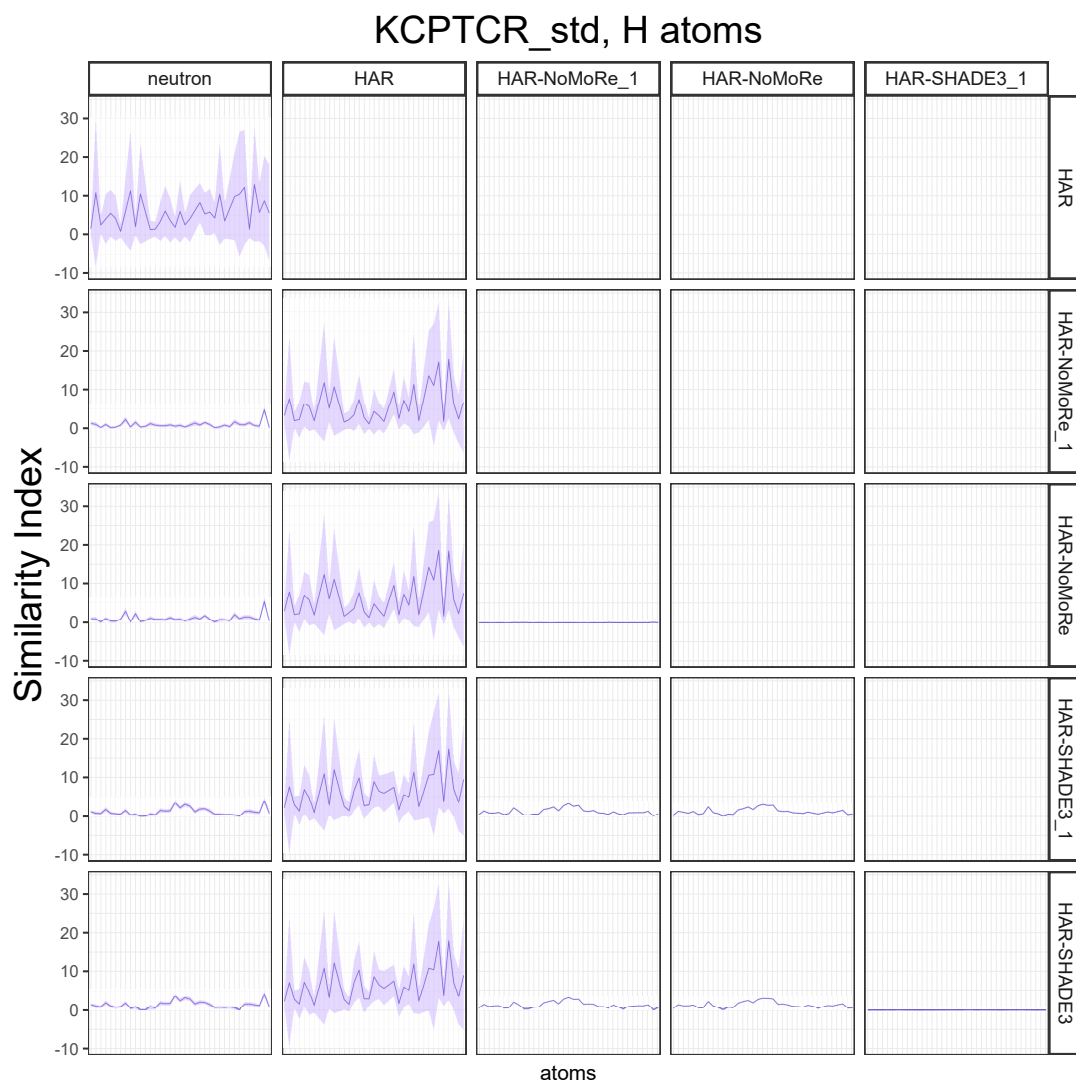 KCPTCR_std, H atoms
neutron HAR HAR-NoMoRe_1 HAR-NoMoRe HAR-SHADE3_1
30
20
10
0
-10
HAR
30
20
10
0
-10
HAR-NoMoRe_1
30
20
10
0
-10
HAR-NoMoRe
30
20
10
0
-10
HAR-SHADE3_1
30
20
10
0
-10
HAR-SHADE3
Similarity Index
atoms